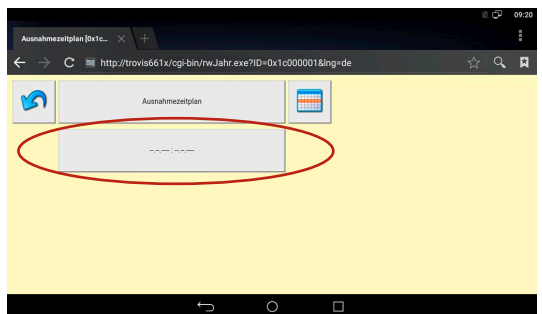 09:20
Ausnahmezeitplan [0x1c...
http://trovis661x/cgi-bin/rwJahr.exe?ID=0x1c000001&lng=de
Ausnahmezeitplan
--.--.---- : --.--.----